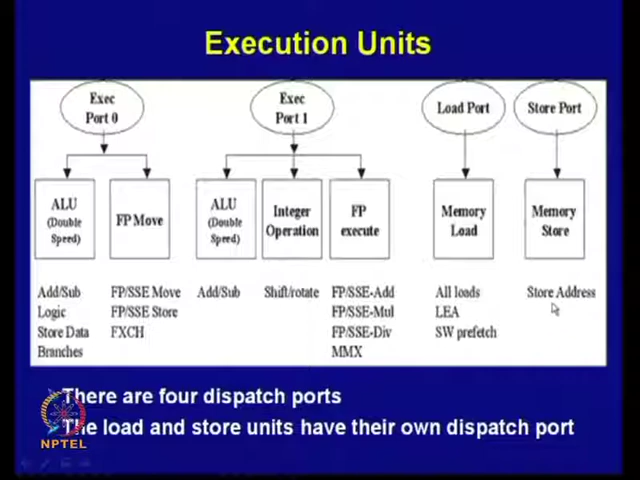 Execution Units
Exec
Port 0
Exec
Port 1
Load Port
Store Port
ALU
(Double
Speed)
FP Move
ALU
(Double
Speed)
Integer
Operation
FP
execute
Memory
Load
Memory
Store
Add/Sub
Logic
Store Data
Branches
FP/SSE Move
FP/SSE Store
FXCH
Add/Sub
Shift/rotate
FP/SSE-Add
FP/SSE-Mul
FP/SSE-Div
MMX
All loads
LEA
SW prefetch
Store Address
There are four dispatch ports
The load and store units have their own dispatch port
NPTEL